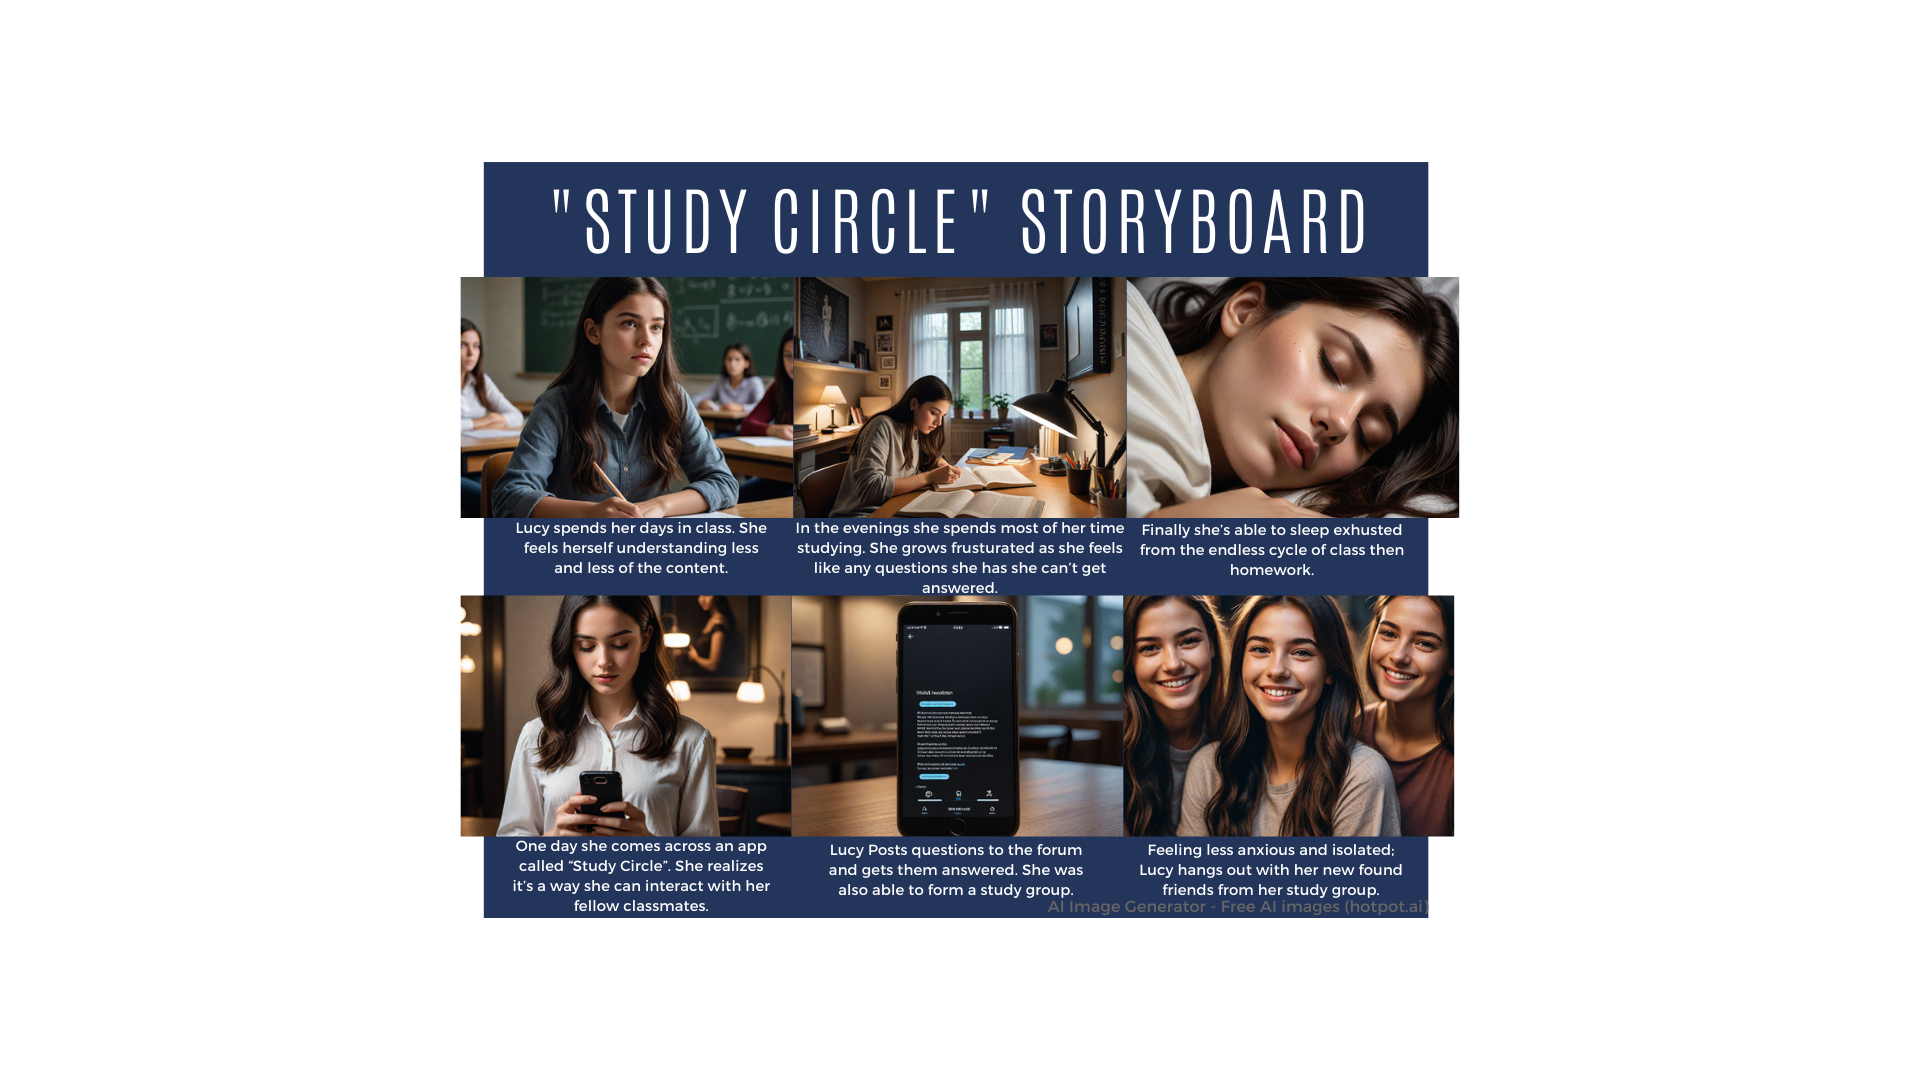 "STUDY CIRCLE" STORYBOARD
Lucy spends her days in class. She
feels herself understanding less
and less of the content.
In the evenings she spends most of her time
studying. She grows frusturated as she feels
like any questions she has she can’t get
answered.
Finally she’s able to sleep exhusted
from the endless cycle of class then
homework.
One day she comes across an app
called “Study Circle”. She realizes
it’s a way she can interact with her
fellow classmates.
Lucy Posts questions to the forum
and gets them answered. She was
also able to form a study group.
Feeling less anxious and isolated;
Lucy hangs out with her new found
friends from her study group.
AI Image Generator - Free AI images (hotpot.ai)